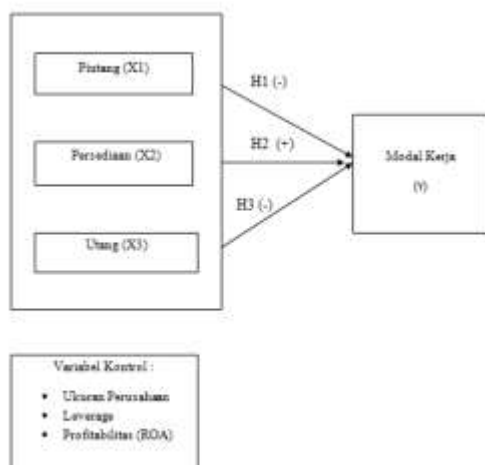 Piutang (X1)
H1 (-)
Persediaan (X2)
H2 (+)
Modal Kerja
(Y)
H3 (-)
Utang (X3)
Variabel Kontrol :
• Ukuran Perusahaan
• Leverage
• Profitabilitas (ROA)